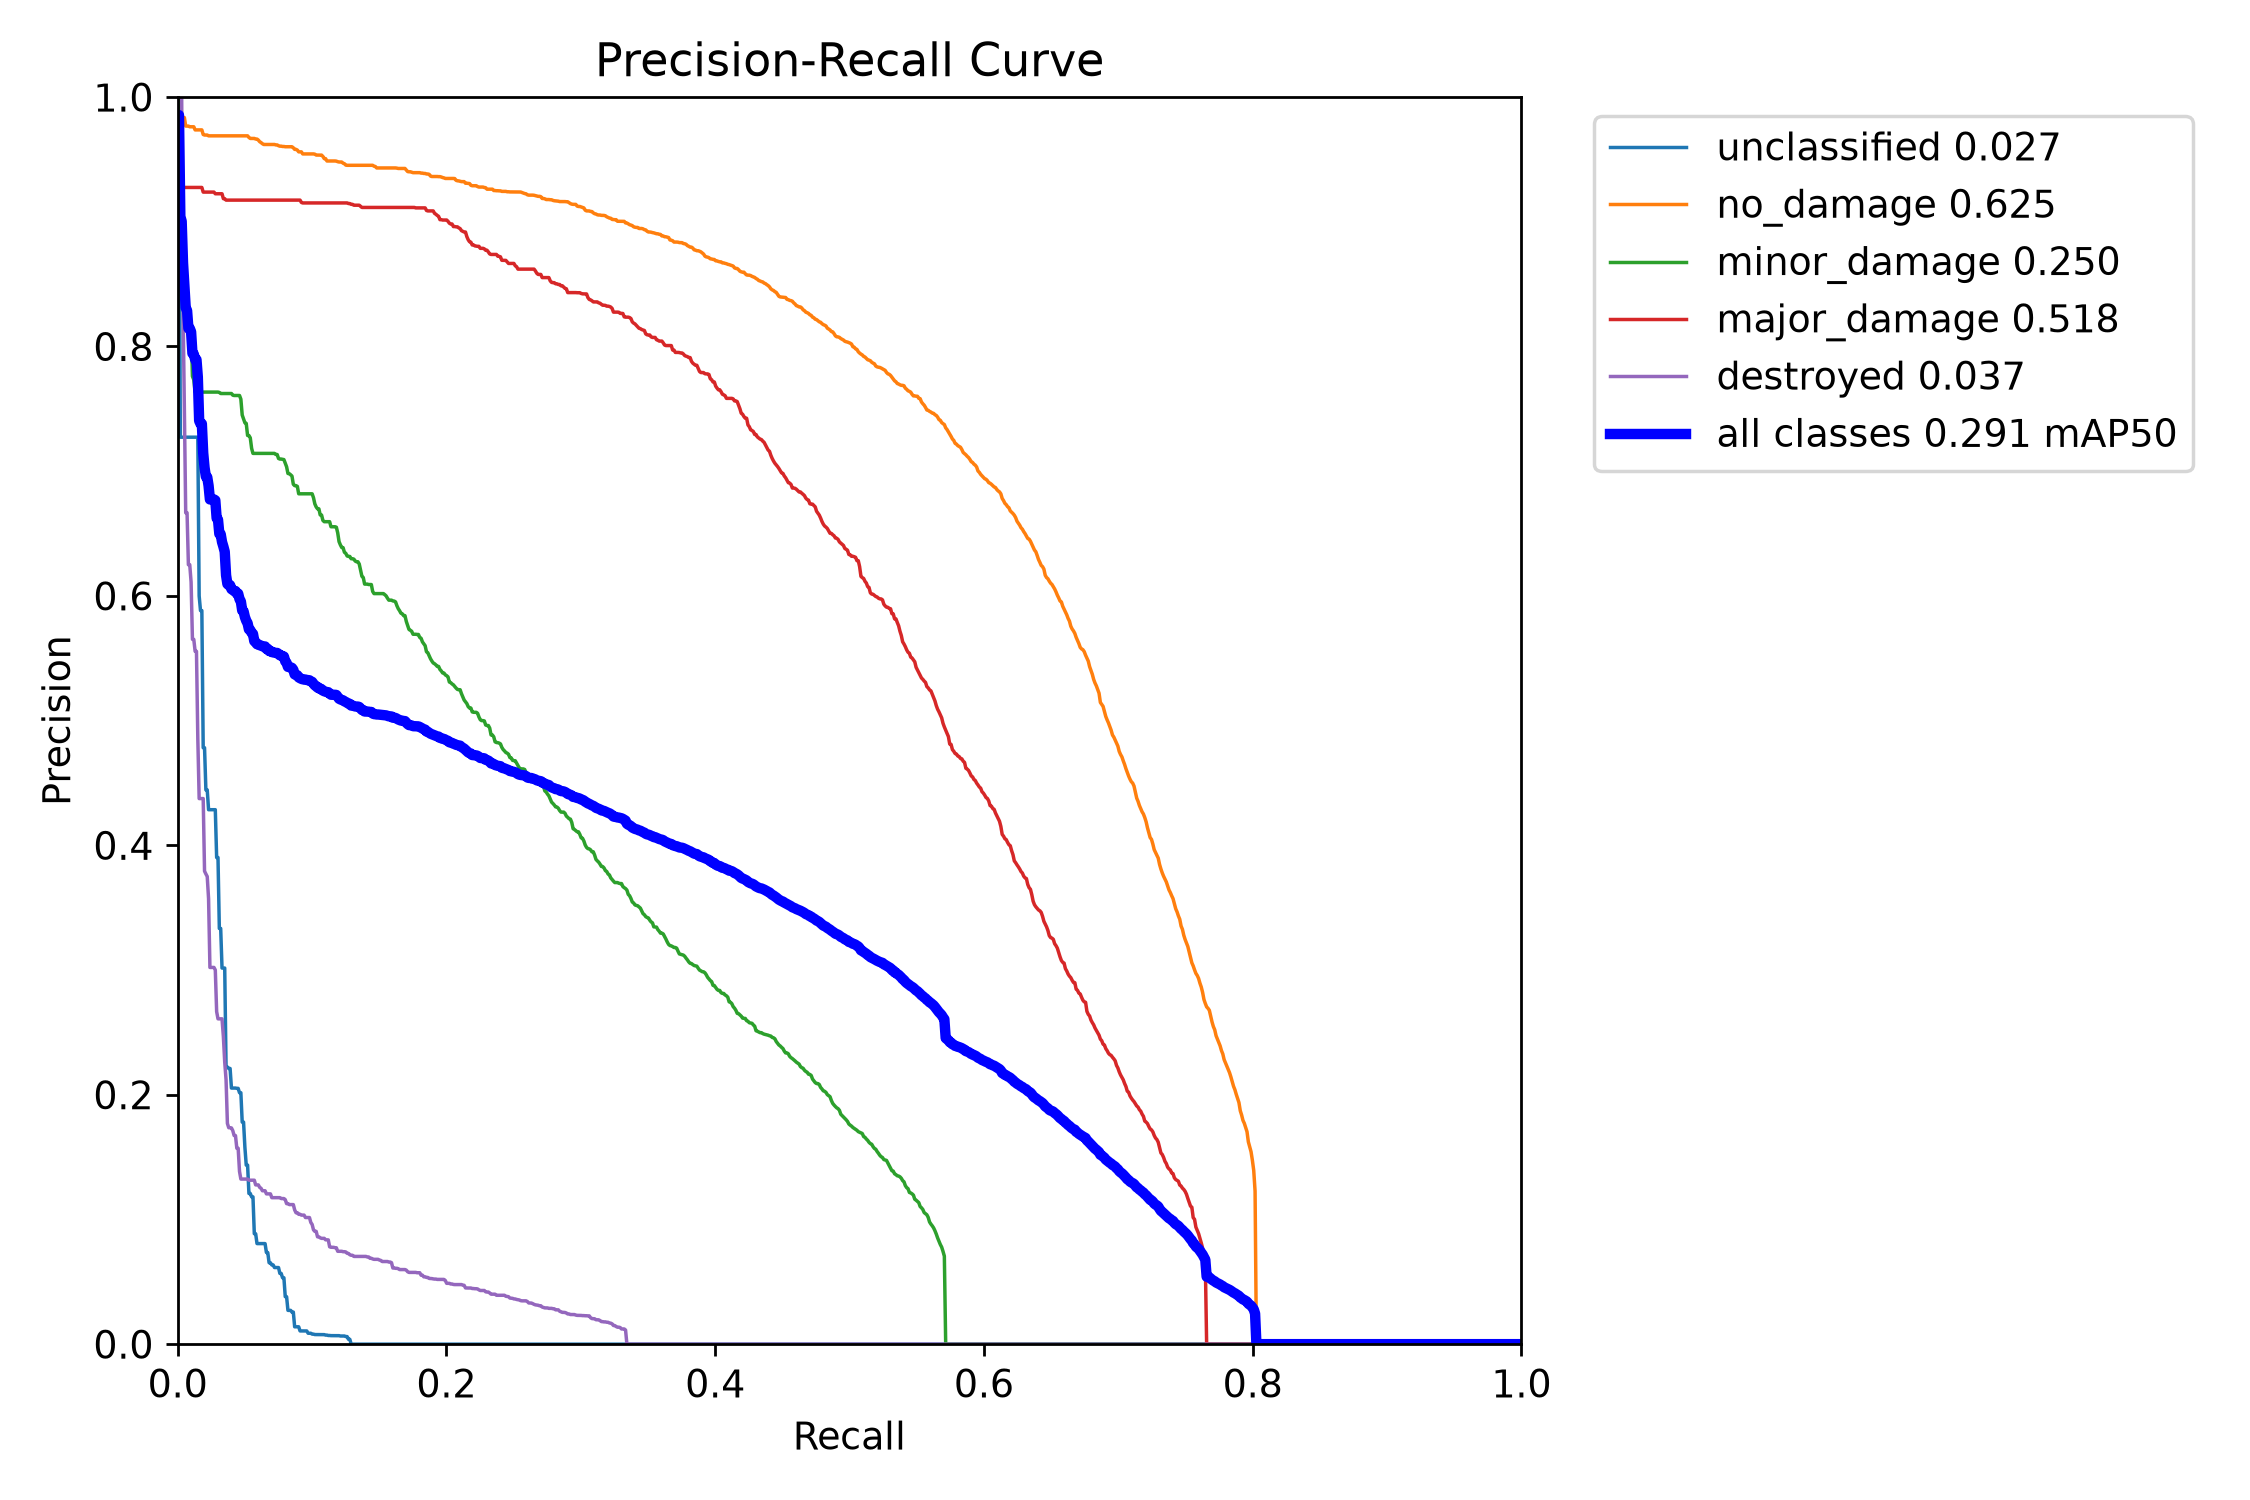 Precision-Recall Curve
1.0
0.8
0.6
0.4
0.2
0.0
Precision
0.0 0.2 0.4 0.6 0.8 1.0
Recall
unclassified 0.027
no_damage 0.625
minor_damage 0.250
major_damage 0.518
destroyed 0.037
all classes 0.291 mAP50